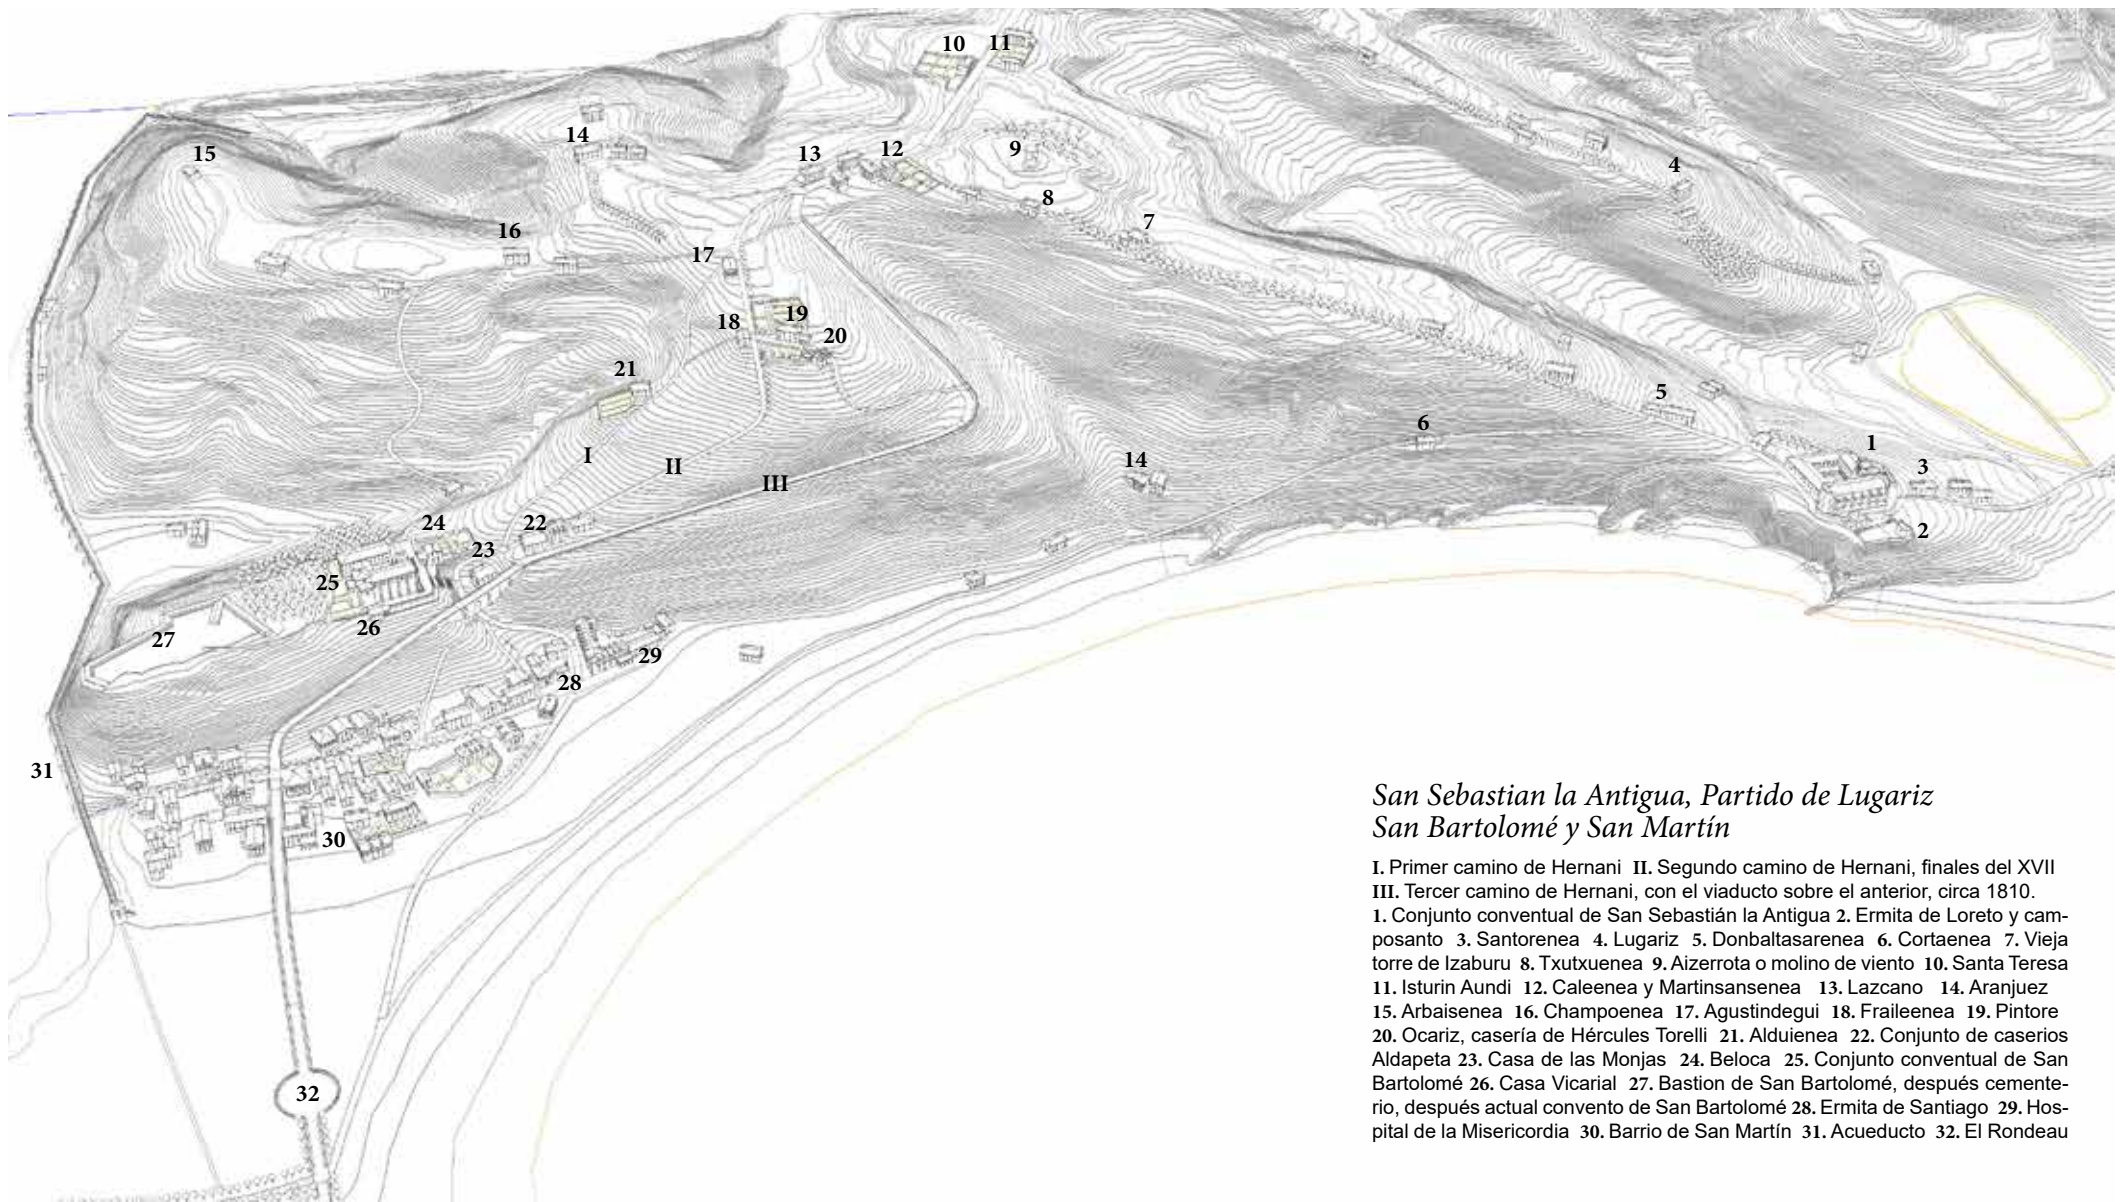 10
11
14
15
13
12
9
4
8
7
16
17
18
19
20
21
5
6
1
I
II
III
14
3
2
24
22
23
25
26
27
29
28
31
30
32
San Sebastian la Antigua, Partido de Lugariz
San Bartolomé y San Martín
I. Primer camino de Hernani II. Segundo camino de Hernani, finales del XVII
III. Tercer camino de Hernani, con el viaducto sobre el anterior, circa 1810.
1. Conjunto conventual de San Sebastián la Antigua 2. Ermita de Loreto y cam-
posanto 3. Santorenea 4. Lugariz 5. Donbaltasarenea 6. Cortaenea 7. Vieja
torre de Izaburu 8. Txutxuenea 9. Aizerrota o molino de viento 10. Santa Teresa
11. Isturin Aundi 12. Caleenea y Martinsansenea 13. Lazcano 14. Aranjuez
15. Arbaisenea 16. Champoenea 17. Agustindegui 18. Fraileenea 19. Pintore
20. Ocariz, casería de Hércules Torelli 21. Alduienea 22. Conjunto de caserios
Aldapeta 23. Casa de las Monjas 24. Beloca 25. Conjunto conventual de San
Bartolomé 26. Casa Vicarial 27. Bastion de San Bartolomé, después cemente-
rio, después actual convento de San Bartolomé 28. Ermita de Santiago 29. Hos-
pital de la Misericordia 30. Barrio de San Martín 31. Acueducto 32. El Rondeau